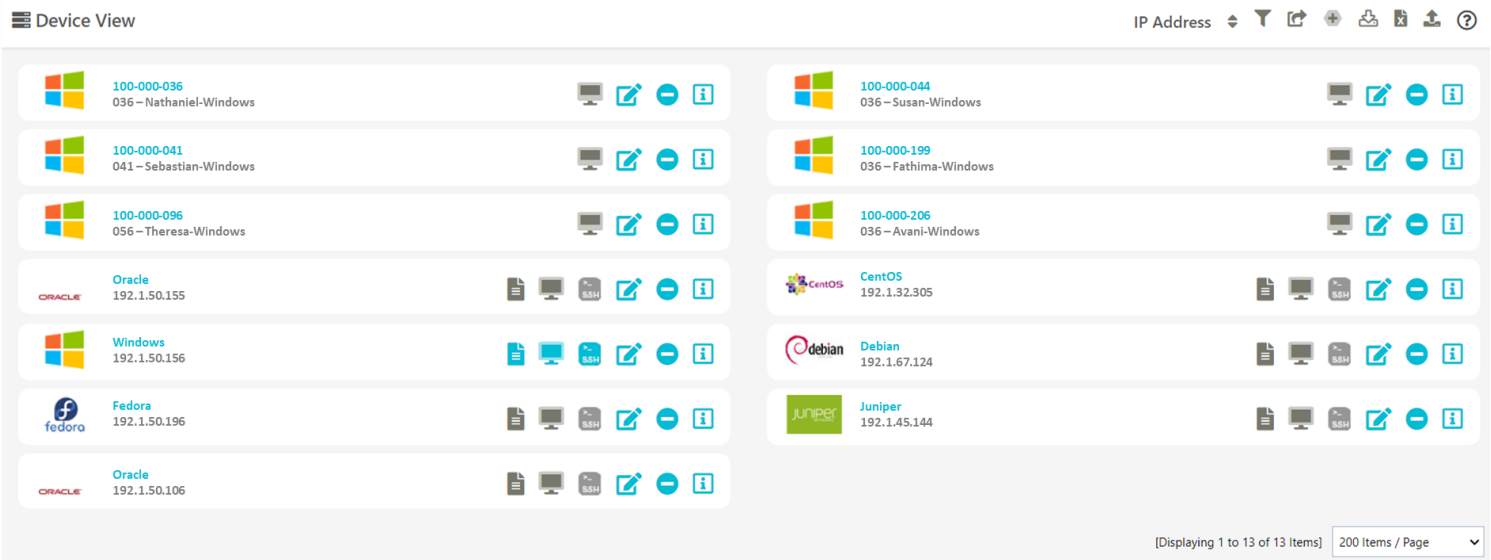 Device View
IP Address
100-000-036
036 – Nathaniel-Windows
100-000-044
036 – Susan-Windows
100-000-041
041 – Sebastian-Windows
100-000-199
036 – Fathima-Windows
100-000-096
056 – Theresa-Windows
100-000-206
036 – Avani-Windows
ORACLE
Oracle
192.1.50.155
SSH
CentOS
CentOS
192.1.32.305
SSH
Windows
192.1.50.156
SSH
debian
Debian
192.1.67.124
SSH
fedora
Fedora
192.1.50.196
SSH
JUNIPER
Juniper
192.1.45.144
SSH
ORACLE
Oracle
192.1.50.106
SSH
[Displaying 1 to 13 of 13 Items]
200 Items / Page